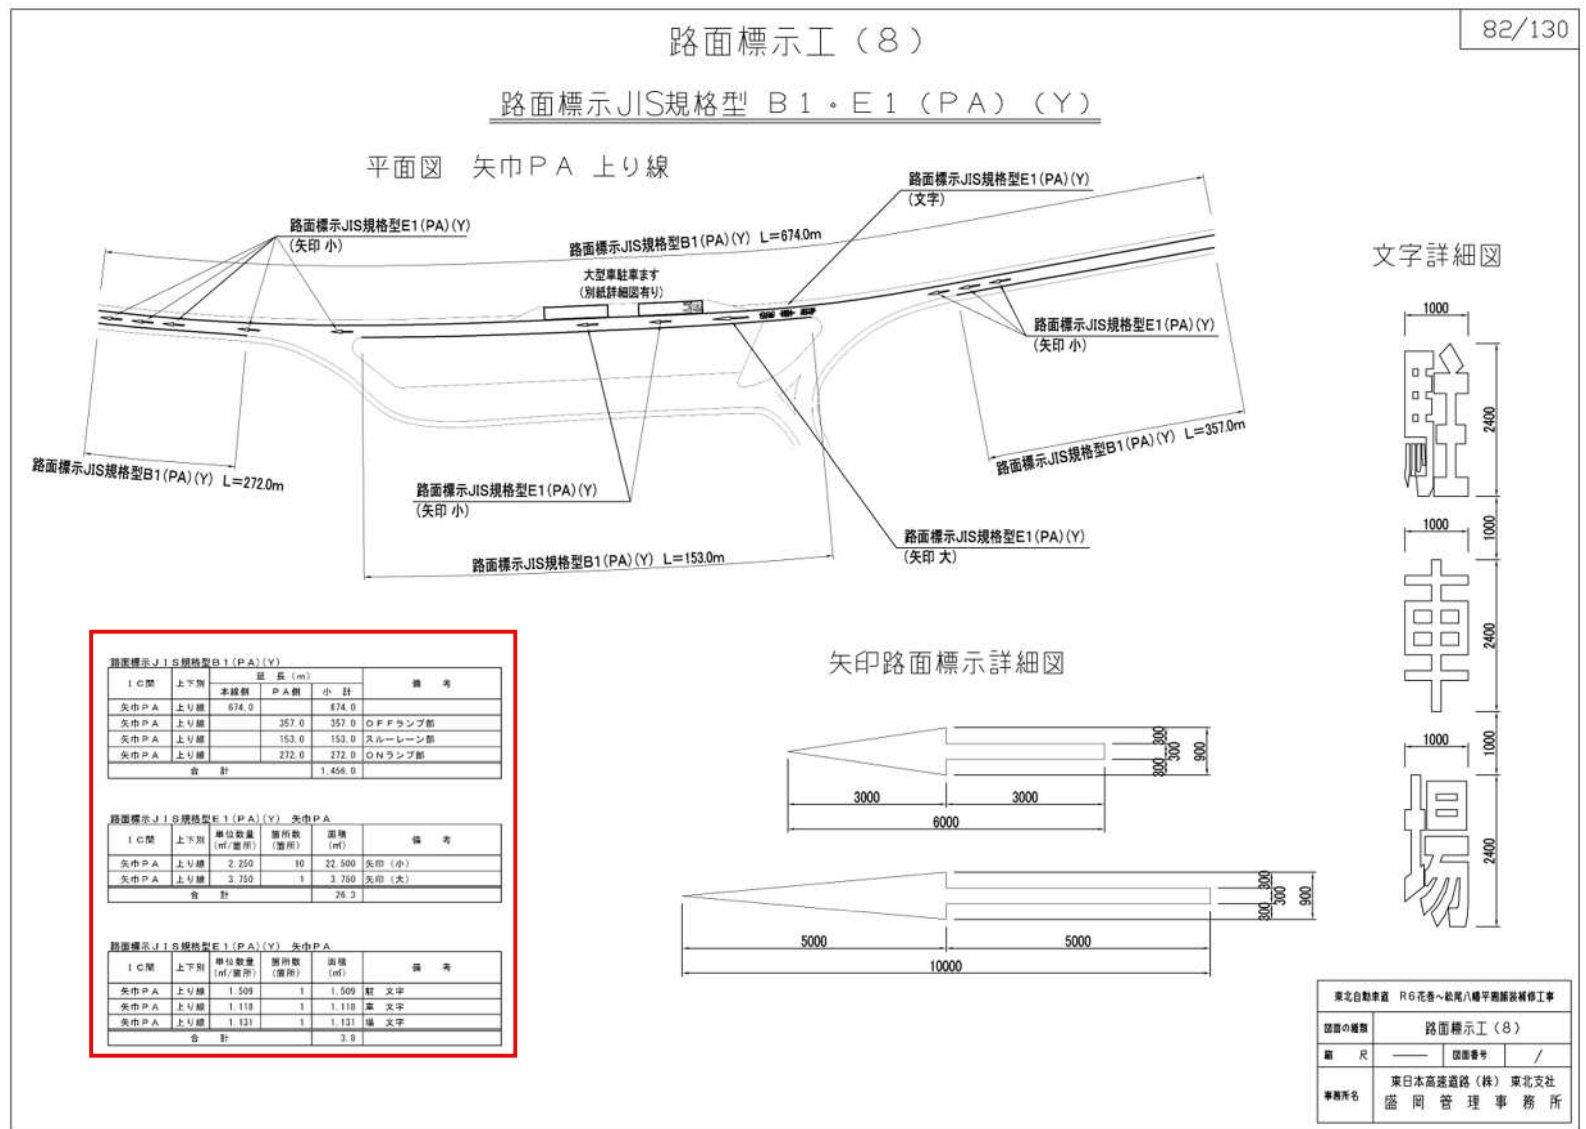 82/130
路面標示工（８）
路面標示JIS規格型 Ｂ１・Ｅ１（ＰＡ）（Ｙ）
平面図 矢巾ＰＡ 上り線
路面標示JIS規格型E1(PA)(Y)
(文字)
路面標示JIS規格型E1(PA)(Y)
(矢印 小)
路面標示JIS規格型B1(PA)(Y) L=674.0m
大型車駐車ます
(別紙詳細図有り)
路面標示JIS規格型E1(PA)(Y)
(矢印 小)
路面標示JIS規格型B1(PA)(Y) L=357.0m
路面標示JIS規格型B1(PA)(Y) L=272.0m
路面標示JIS規格型E1(PA)(Y)
(矢印 小)
路面標示JIS規格型E1(PA)(Y)
(矢印 大)
路面標示JIS規格型B1(PA)(Y) L=153.0m
文字詳細図
1000
駐
2400
1000
1000
車
2400
1000
1000
場
2400
路面標示ＪＩＳ規格型Ｂ１(ＰＡ)(Ｙ)
ＩＣ間 上下別 延 長 (m) 備 考
本線側 ＰＡ側 小 計
矢巾ＰＡ 上り線 674.0 674.0
矢巾ＰＡ 上り線 357.0 357.0 ＯＦＦランプ部
矢巾ＰＡ 上り線 153.0 153.0 スルーレーン部
矢巾ＰＡ 上り線 272.0 272.0 ＯＮランプ部
合 計 1,456.0
路面標示ＪＩＳ規格型Ｅ１(ＰＡ)(Ｙ) 矢巾ＰＡ
ＩＣ間 上下別 単位数量 (㎡/箇所) 箇所数 (箇所) 面積 (㎡) 備 考
矢巾ＰＡ 上り線 2.250 10 22.500 矢印（小）
矢巾ＰＡ 上り線 3.750 1 3.750 矢印（大）
合 計 26.3
路面標示ＪＩＳ規格型Ｅ１(ＰＡ)(Ｙ) 矢巾ＰＡ
ＩＣ間 上下別 単位数量 (㎡/箇所) 箇所数 (箇所) 面積 (㎡) 備 考
矢巾ＰＡ 上り線 1.509 1 1.509 駐 文字
矢巾ＰＡ 上り線 1.118 1 1.118 車 文字
矢巾ＰＡ 上り線 1.131 1 1.131 場 文字
合 計 3.8
矢印路面標示詳細図
300
300
300
900
3000 3000
6000
300
300
300
900
5000 5000
10000
東北自動車道 Ｒ６花巻～松尾八幡平間舗装補修工事
図面の種類 路面標示工（８）
縮 尺 図面番号 /
事務所名 東日本高速道路（株） 東北支社
盛 岡 管 理 事 務 所